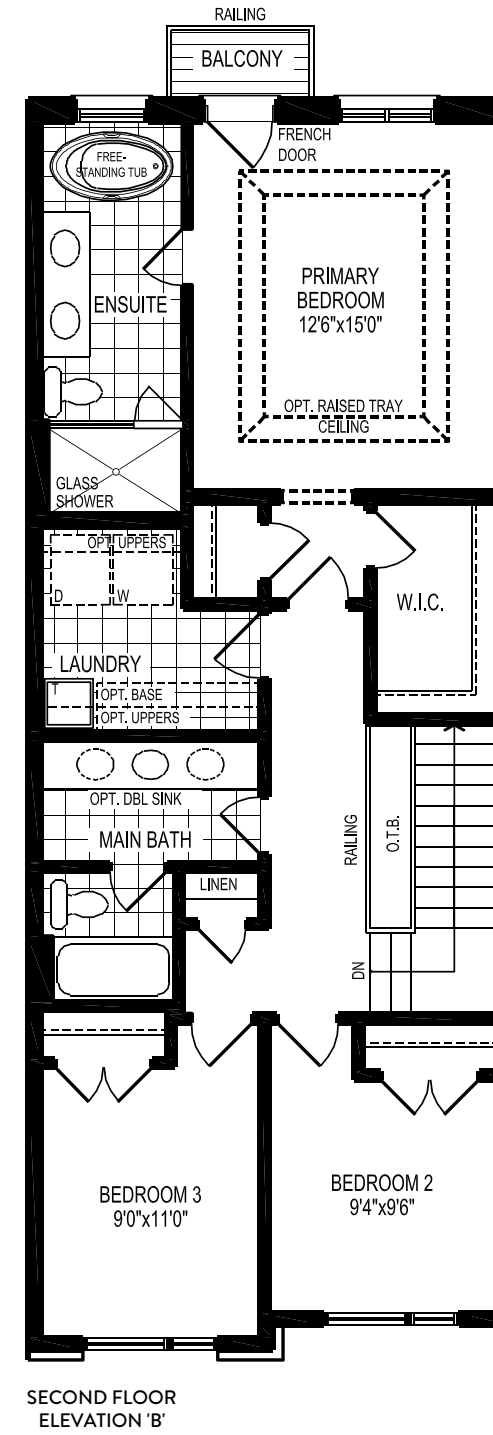 RAILING
BALCONY
FRENCH
DOOR
FREE-
STANDING TUB
PRIMARY
BEDROOM
12'6"x15'0"
ENSUITE
OPT. RAISED TRAY
CEILING
GLASS
SHOWER
OPT. UPPERS
D
W
W.I.C.
LAUNDRY
T
OPT. BASE
OPT. UPPERS
OPT. DBL SINK
MAIN BATH
RAILING
O.T.B.
LINEN
DN
BEDROOM 3
9'0"x11'0"
BEDROOM 2
9'4"x9'6"
SECOND FLOOR
ELEVATION 'B'